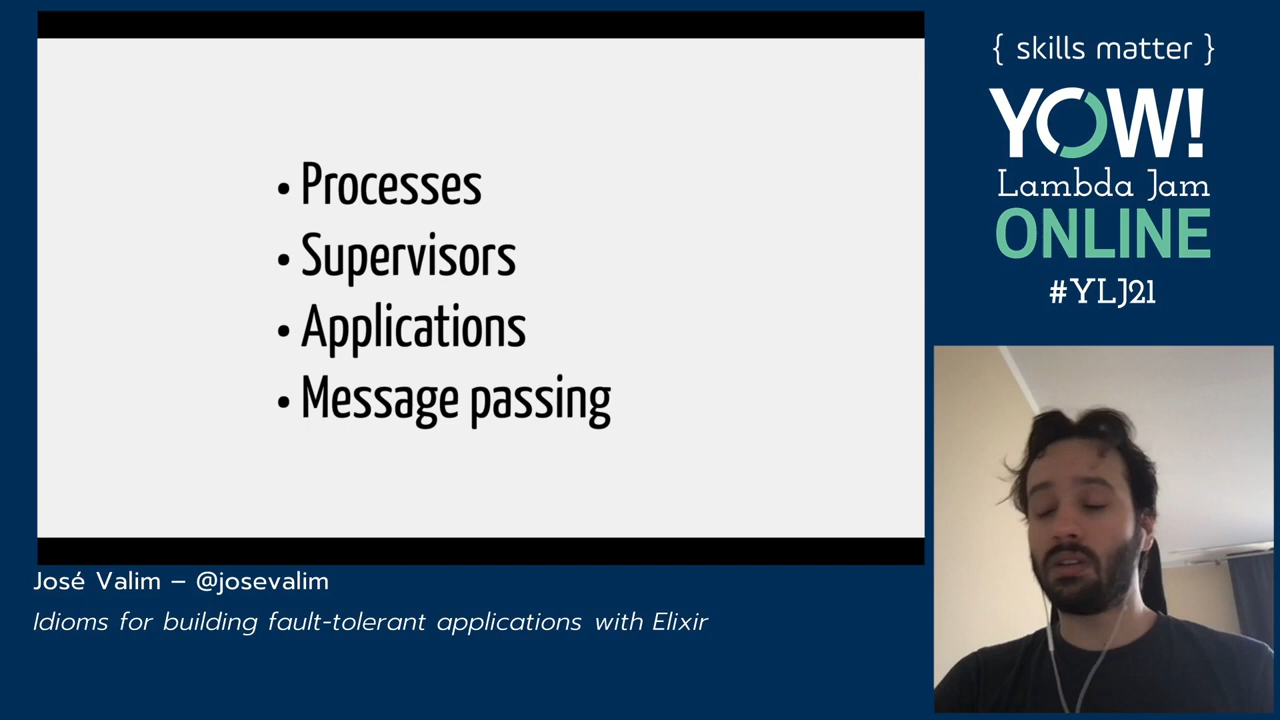 • Processes
• Supervisors
• Applications
• Message passing
{ skills matter }
YOW!
Lambda Jam
ONLINE
#YLJ21
José Valim – @josevalim
Idioms for building fault-tolerant applications with Elixir